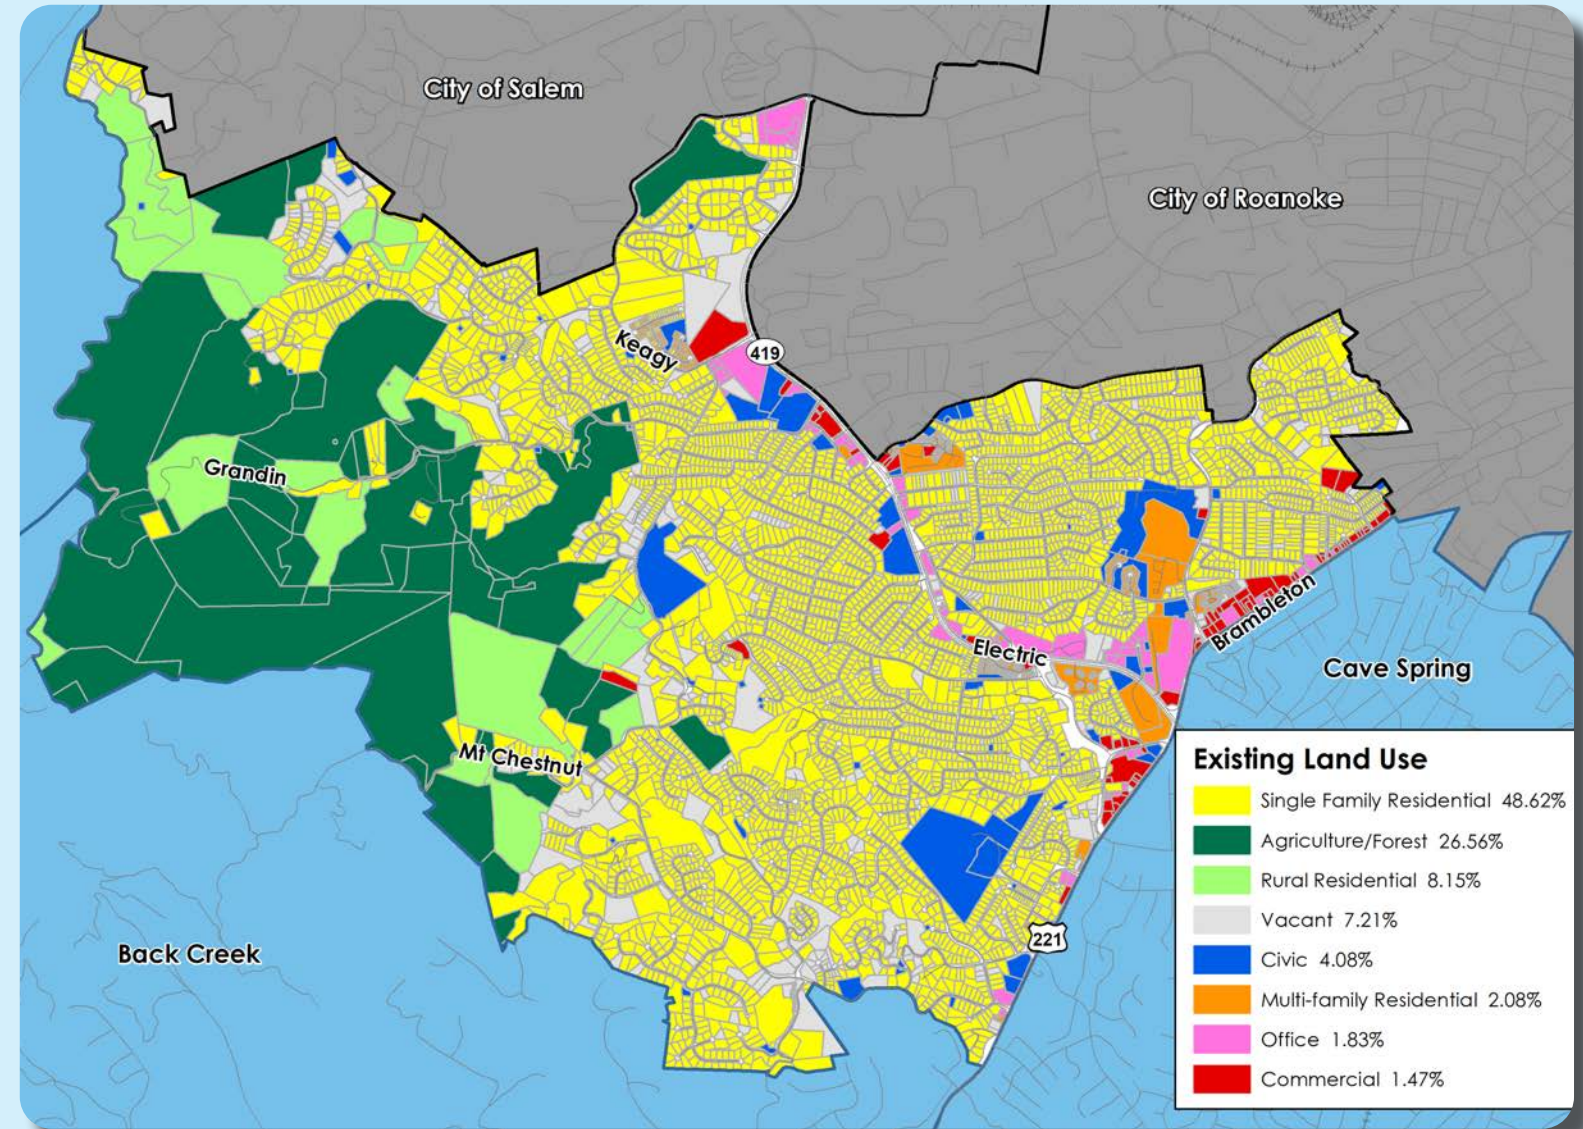 City of Salem
City of Roanoke
Keagy
419
Grandin
Brambleton
Electric
Cave Spring
Mt Chestnut
221
Back Creek
Existing Land Use
Single Family Residential 48.62%
Agriculture/Forest 26.56%
Rural Residential 8.15%
Vacant 7.21%
Civic 4.08%
Multi-family Residential 2.08%
Office 1.83%
Commercial 1.47%